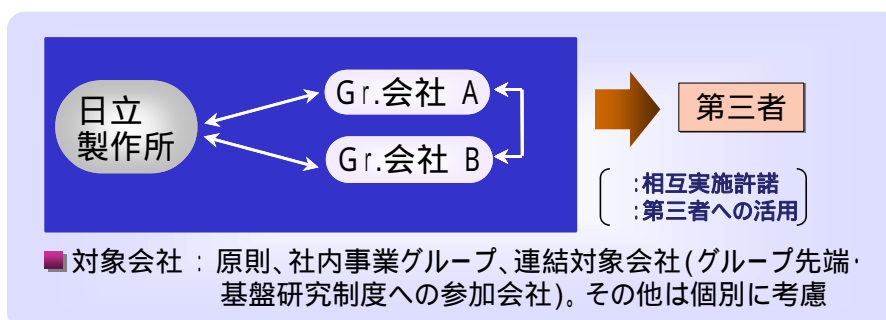 日立
製作所
Gr.会社 A
Gr.会社 B
第三者
:相互実施許諾
:第三者への活用
対象会社 : 原則、社内事業グループ、連結対象会社(グループ先端・
基盤研究制度への参加会社)。その他は個別に考慮